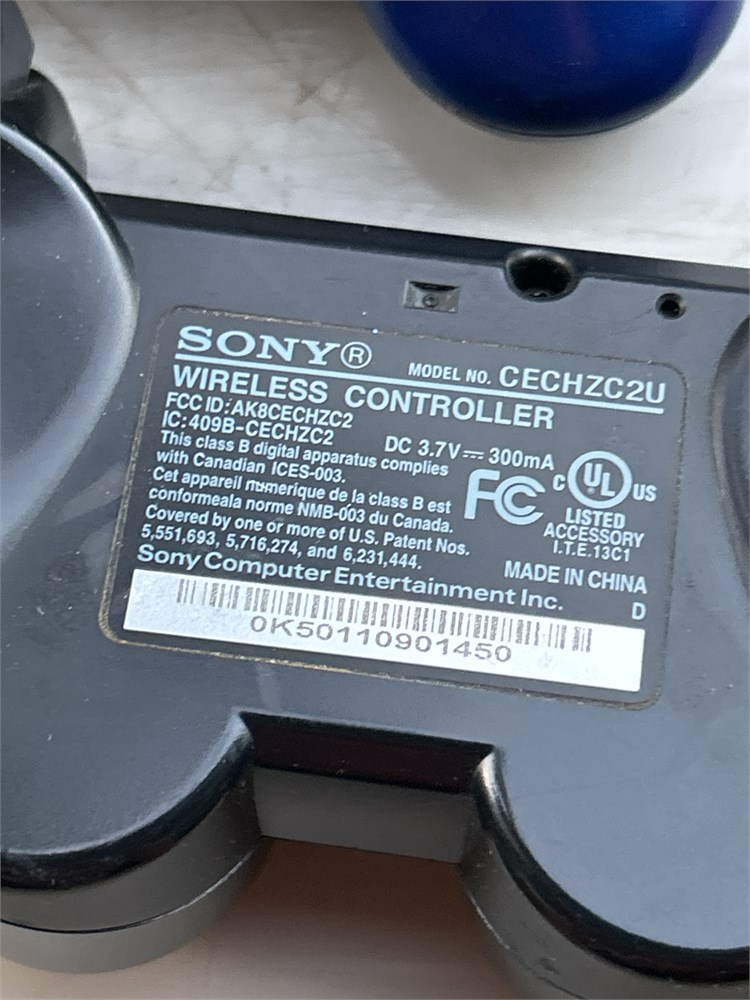 SONY®
MODEL NO. CECHZC2U
WIRELESS CONTROLLER
FCC ID:AK8CECHZC2
IC:409B-CECHZC2
DC 3.7V⎓ 300mA
This class B digital apparatus complies
with Canadian ICES-003.
Cet appareil numerique de la class B est
conformeala norme NMB-003 du Canada.
Covered by one or more of U.S. Patent Nos.
5,551,693, 5,716,274, and 6,231,444.
FC
C UL US
LISTED
ACCESSORY
I.T.E.13C1
MADE IN CHINA
Sony Computer Entertainment Inc.
D
0K50110901450